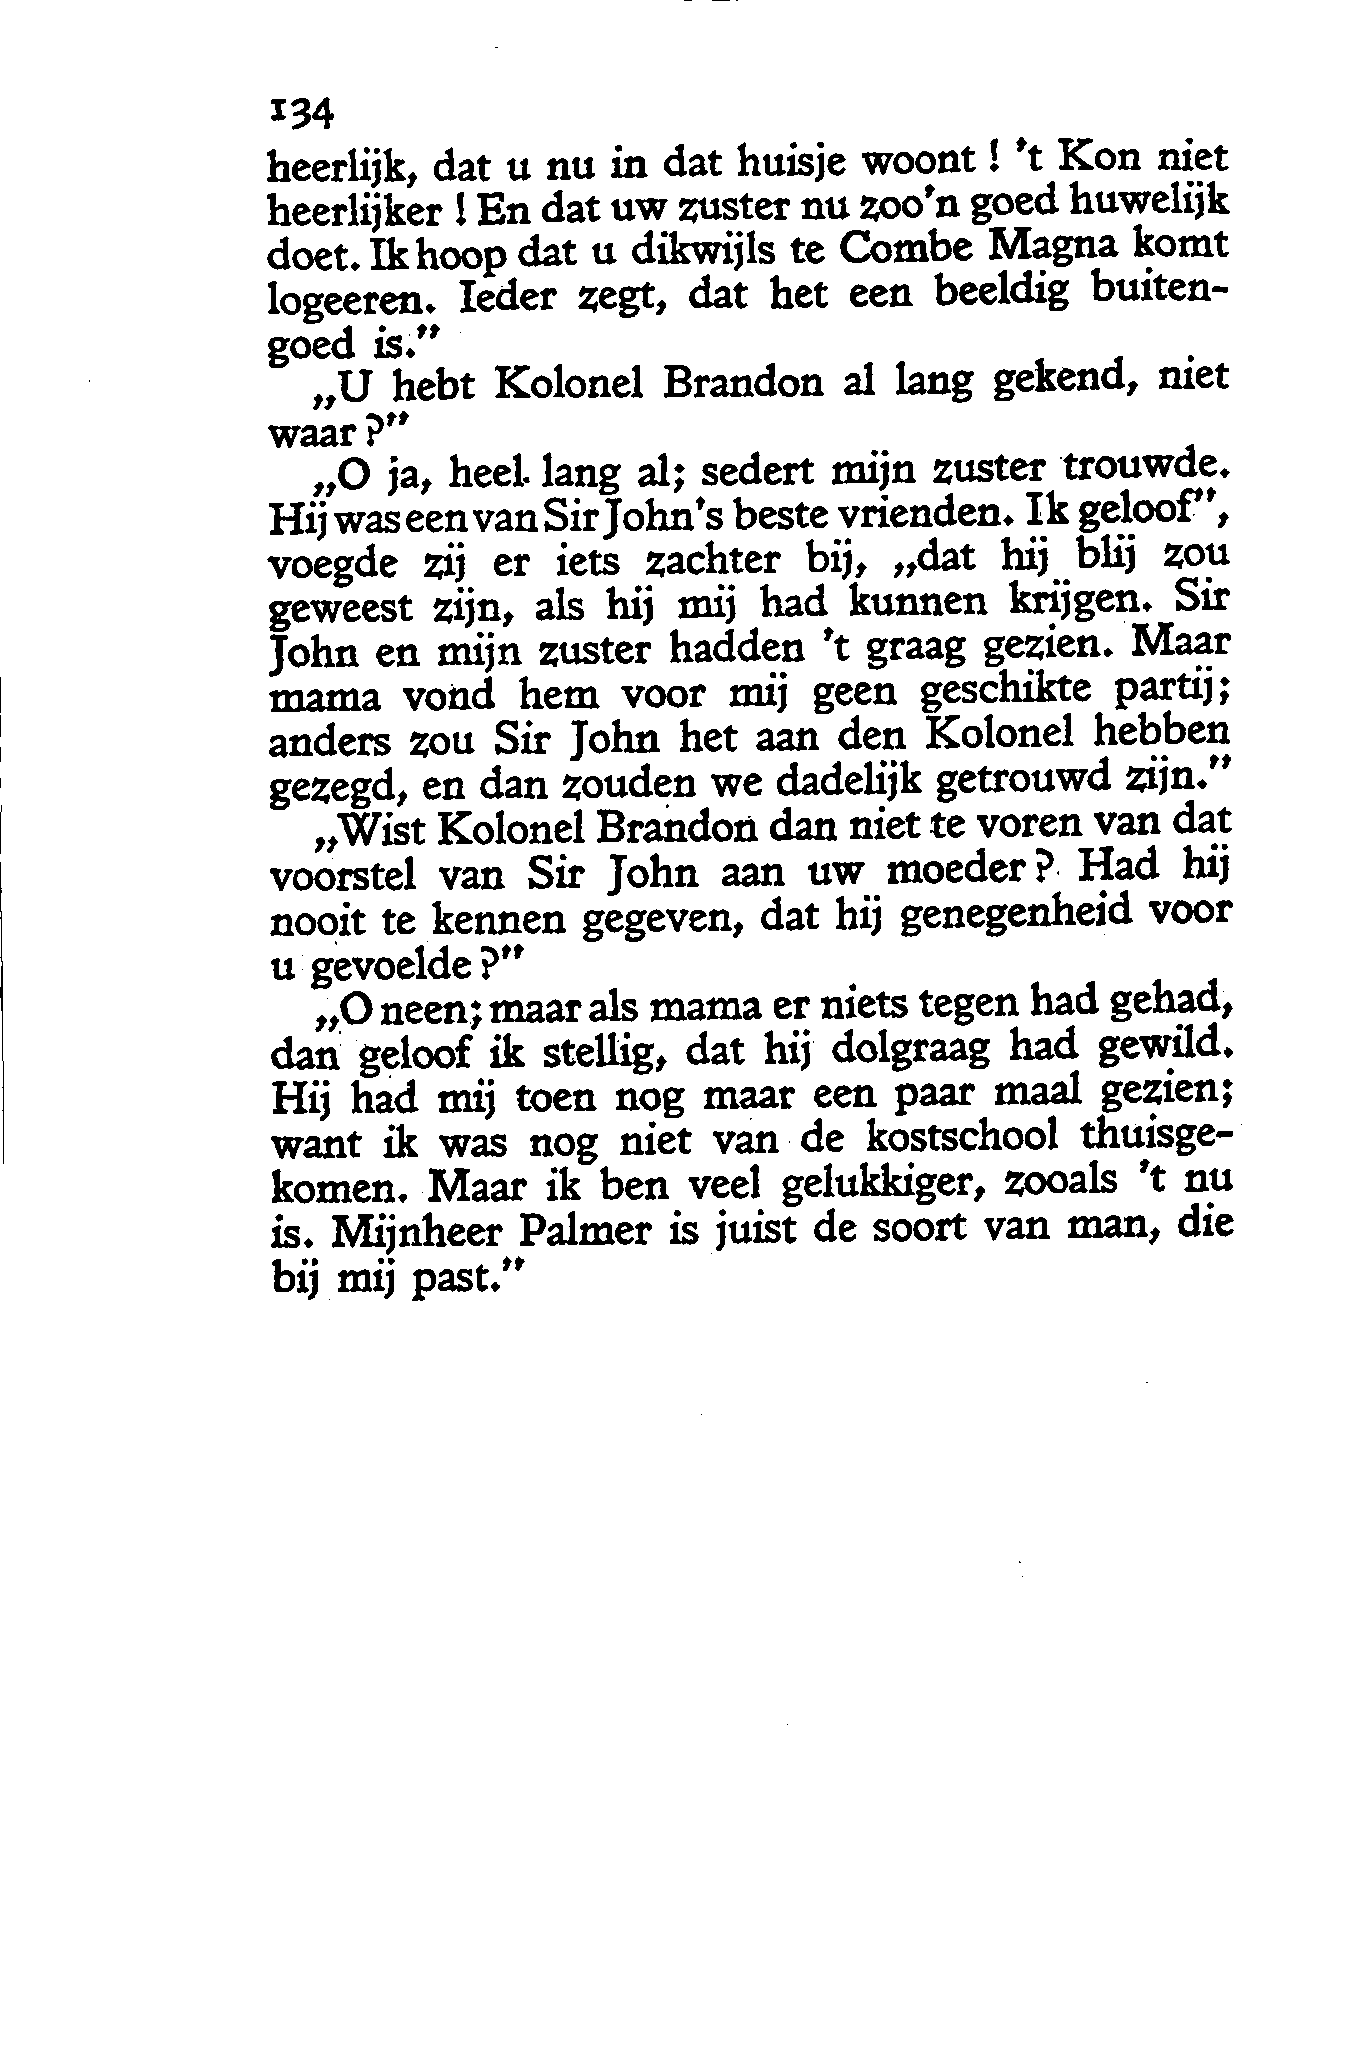 134
heerlijk, dat u nu in dat huisje woont ! 't Kon niet
heerlijker ! En dat uw zuster nu zoo'n goed huwelijk
doet. Ik hoop dat u dikwijls te Combe Magna komt
logeeren. Ieder zegt, dat het een beeldig buiten-
goed is."
„U hebt Kolonel Brandon al lang gekend, niet
waar ?"
„O ja, heel lang al; sedert mijn zuster trouwde.
Hij was een van Sir John's beste vrienden. Ik geloof",
voegde zij er iets zachter bij, „dat hij blij zou
geweest zijn, als hij mij had kunnen krijgen. Sir
John en mijn zuster hadden 't graag gezien. Maar
mama vond hem voor mij geen geschikte partij;
anders zou Sir John het aan den Kolonel hebben
gezegd, en dan zouden we dadelijk getrouwd zijn."
„Wist Kolonel Brandon dan niet te voren van dat
voorstel van Sir John aan uw moeder ? Had hij
nooit te kennen gegeven, dat hij genegenheid voor
u gevoelde ?"
„O neen; maar als mama er niets tegen had gehad,
dan geloof ik stellig, dat hij dolgraag had gewild.
Hij had mij toen nog maar een paar maal gezien;
want ik was nog niet van de kostschool thuisge-
komen. Maar ik ben veel gelukkiger, zooals 't nu
is. Mijnheer Palmer is juist de soort van man, die
bij mij past."